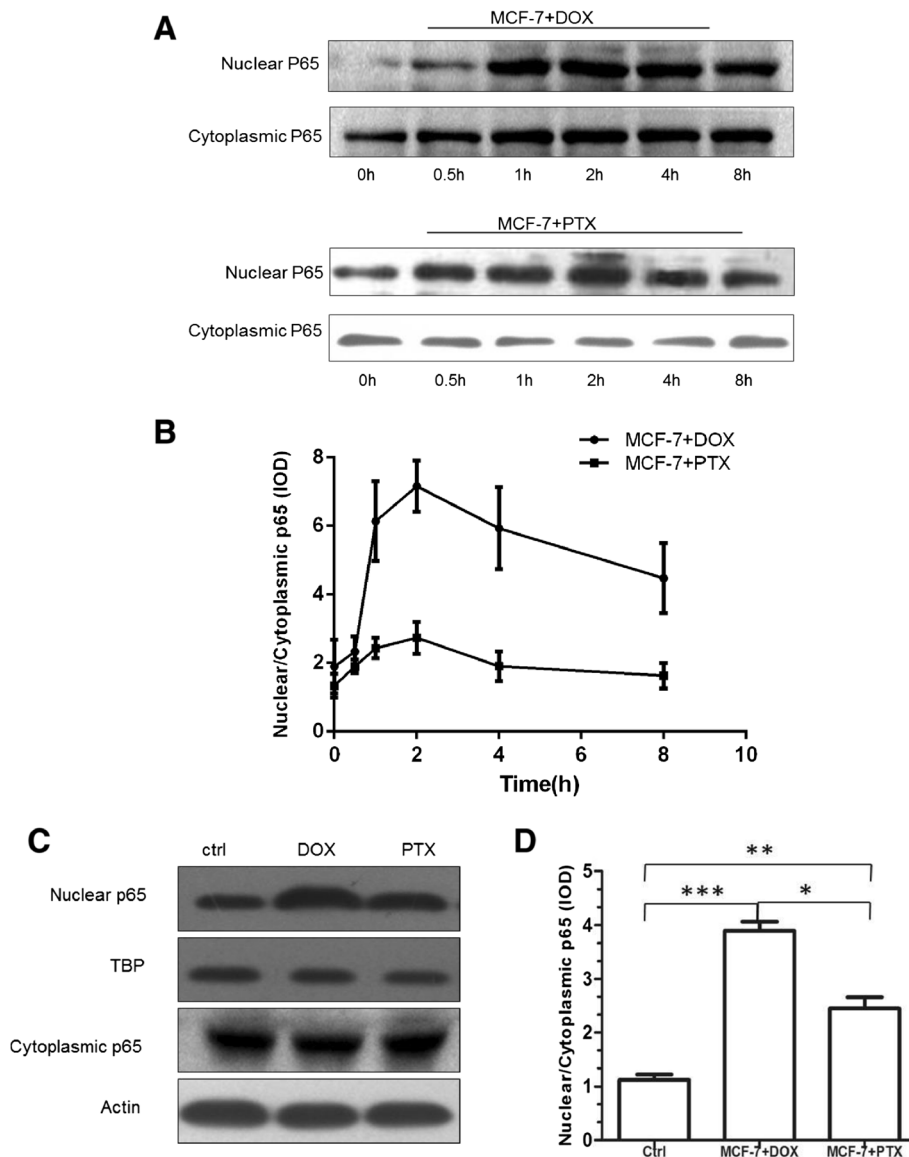 A
MCF-7+DOX
Nuclear P65
Cytoplasmic P65
0h 0.5h 1h 2h 4h 8h
MCF-7+PTX
Nuclear P65
Cytoplasmic P65
0h 0.5h 1h 2h 4h 8h
B
MCF-7+DOX
MCF-7+PTX
Nuclear/Cytoplasmic p65 (IOD)
8
6
4
2
0
0 2 4 6 8 10
Time(h)
C
ctrl DOX PTX
Nuclear p65
TBP
Cytoplasmic p65
Actin
D
Nuclear/Cytoplasmic p65 (IOD)
**
*** *
5
4
3
2
1
0
Ctrl MCF-7+DOX MCF-7+PTX